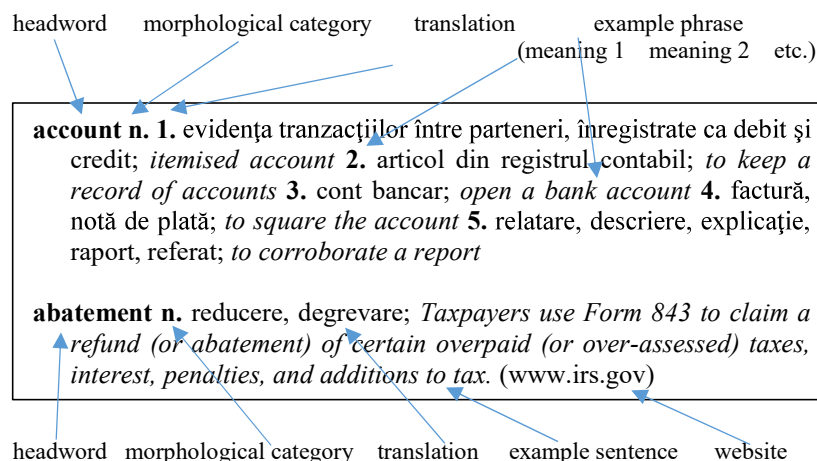 headword morphological category translation example phrase
(meaning 1 meaning 2 etc.)
account n. 1. evidenţa tranzacţiilor între parteneri, înregistrate ca debit şi
credit; itemised account 2. articol din registrul contabil; to keep a
record of accounts 3. cont bancar; open a bank account 4. factură,
notă de plată; to square the account 5. relatare, descriere, explicaţie,
raport, referat; to corroborate a report
abatement n. reducere, degrevare; Taxpayers use Form 843 to claim a
refund (or abatement) of certain overpaid (or over-assessed) taxes,
interest, penalties, and additions to tax. (www.irs.gov)
headword morphological category translation example sentence website